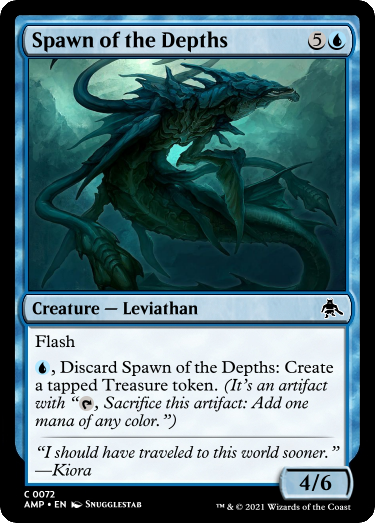 Spawn of the Depths 5
Creature — Leviathan
Flash
, Discard Spawn of the Depths: Create
a tapped Treasure token. (It's an artifact
with “, Sacrifice this artifact: Add one
mana of any color.”)
“I should have traveled to this world sooner.”
—Kiora
4/6
C 0072
AMP • EN Snugglestab
™ & © 2021 Wizards of the Coast